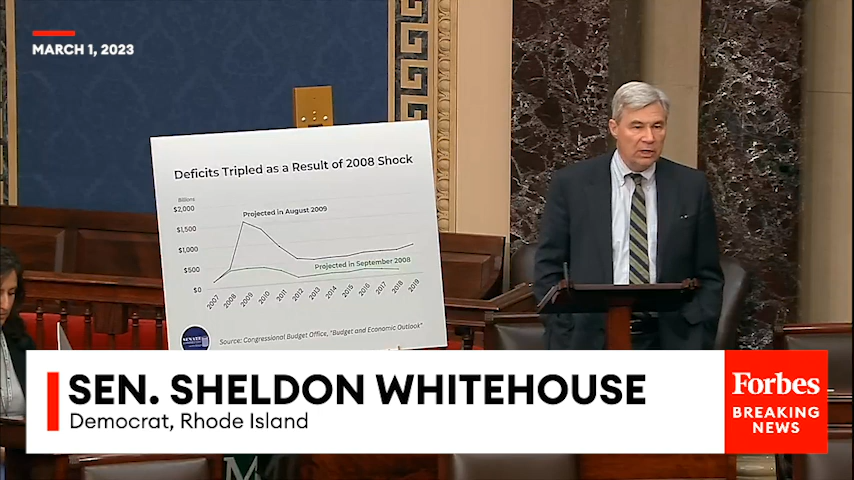 MARCH 1, 2023
Deficits Tripled as a Result of 2008 Shock
Billions
$2,000
$1,500
$1,000
$500
$0
Projected in August 2009
Projected in September 2008
2007 2008 2009 2010 2011 2012 2013 2014 2015 2016 2017 2018 2019
SENATE
Source: Congressional Budget Office, "Budget and Economic Outlook"
SEN. SHELDON WHITEHOUSE
Democrat, Rhode Island
Forbes
BREAKING
NEWS